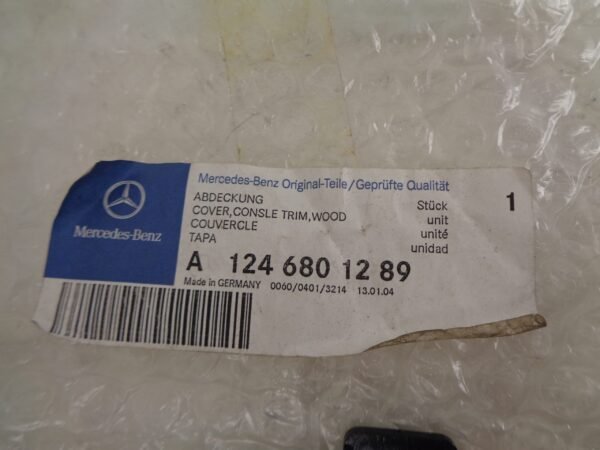 Mercedes-Benz
Mercedes-Benz Original-Teile/Geprüfte Qualität
ABDECKUNG
COVER,CONSLE TRIM,WOOD
COUVERCLE
TAPA
Stück
unit
unité
unidad
1
A 124 680 12 89
Made in GERMANY 0060/0401/3214 13.01.04